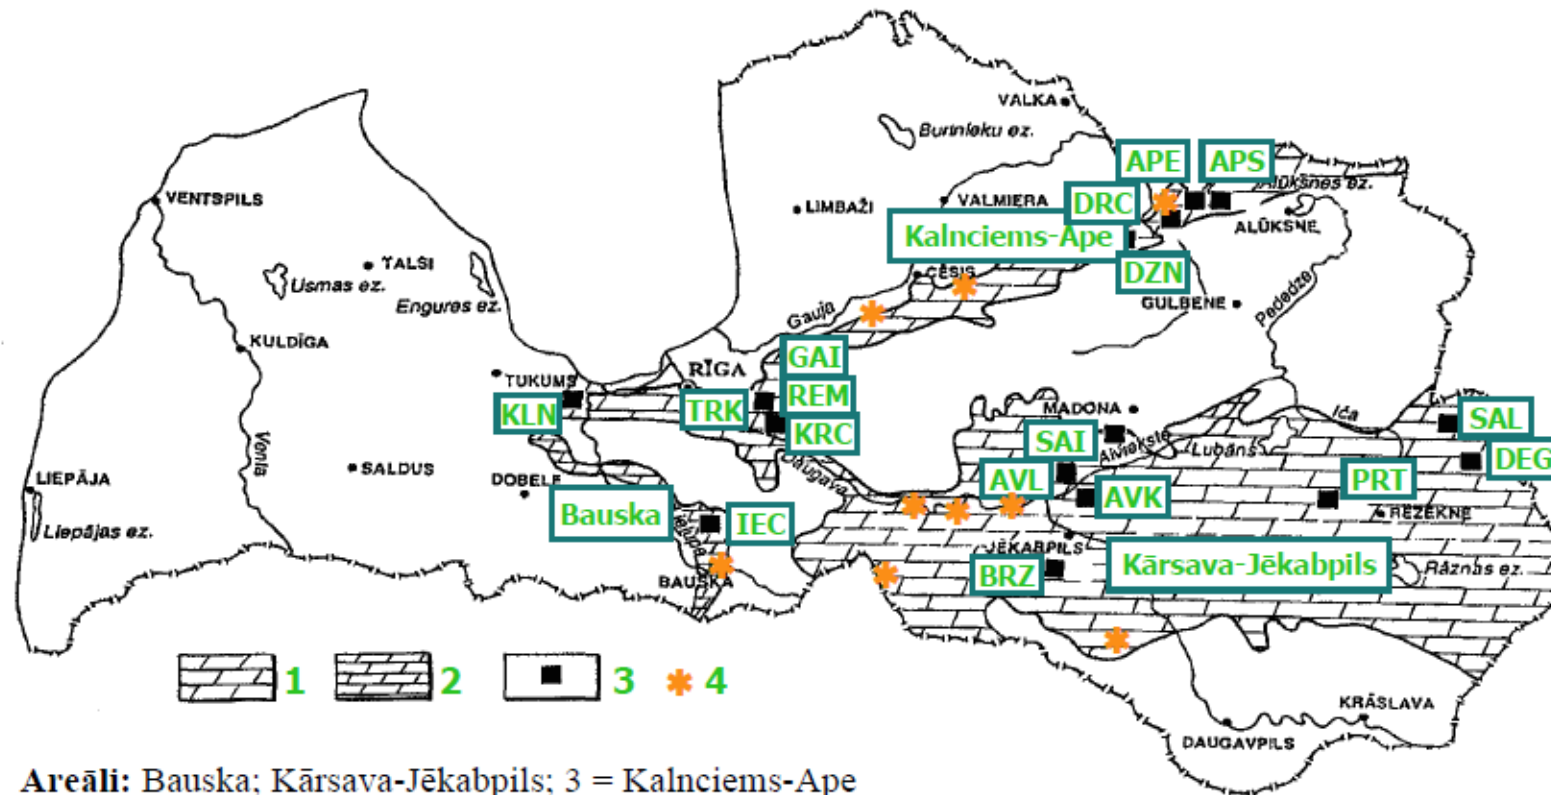 VALKA
Burtnieku ez.
APE
APS
Alūksnes ez.
VENTSPILS
LIMBAŽI
VALMIERA
DRC
ALŪKSNE
Kalnciems-Ape
TALSI
Usmas ez.
Engures ez.
CĒSIS
DZN
GULBENE
Pededze
Gauja
KULDĪGA
RĪGA
GAI
TUKUMS
REM
KLN
TRK
KRC
MADONA
Iča
SAL
SAI
Aiviekste
Lubāns
DEG
Venta
SALDUS
DOBELE
Daugava
AVL
AVK
PRT
LIEPĀJA
Liepājas ez.
Bauska
IEC
Lielupe
RĒZEKNE
JĒKABPILS
BRZ
Kārsava-Jēkabpils
Rāznas ez.
BAUSKA
1
2
3
4
KRĀSLAVA
DAUGAVPILS
Areāli: Bauska; Kārsava-Jēkabpils; 3 = Kalnciems-Ape